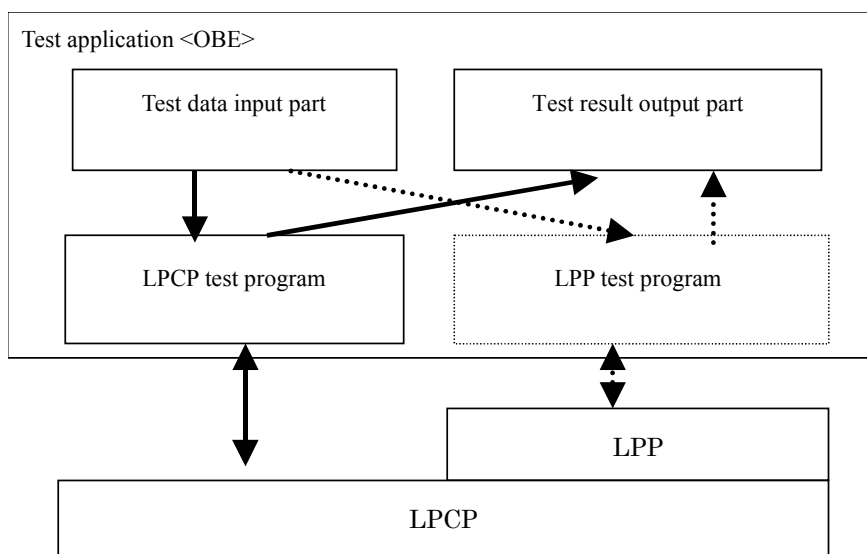 Test application <OBE>
Test data input part
Test result output part
LPCP test program
LPP test program
LPP
LPCP